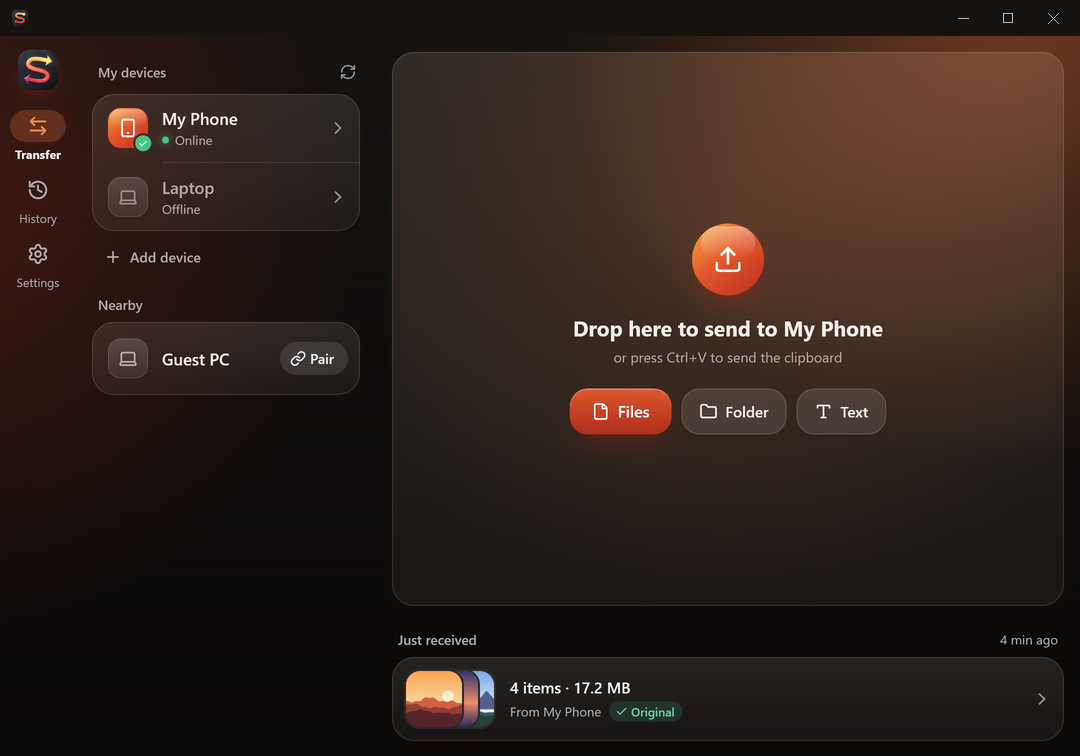 My devices
My Phone
Online
Transfer
Laptop
Offline
History
Add device
Settings
Nearby
Guest PC
Pair
Drop here to send to My Phone
or press Ctrl+V to send the clipboard
Files
Folder
Text
Just received
4 min ago
4 items · 17.2 MB
From My Phone
Original